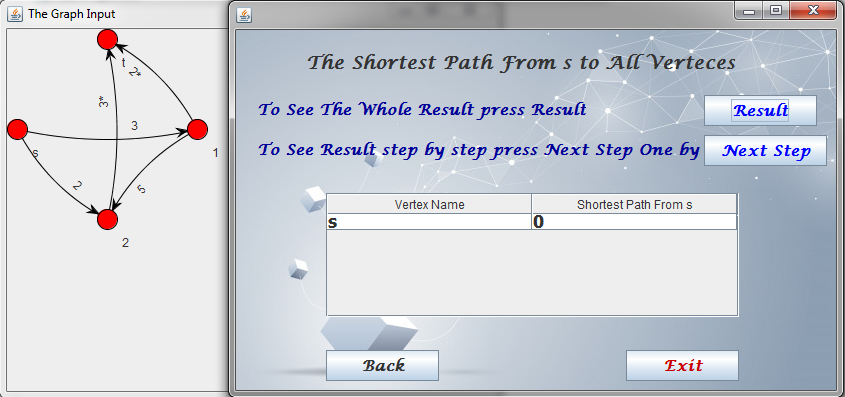 The Graph Input
t
2*
3*
3
s
1
2
5
2
The Shortest Path From s to All Verteces
To See The Whole Result press Result
Result
To See Result step by step press Next Step One by
Next Step
Vertex Name Shortest Path From s
s 0
Back
Exit